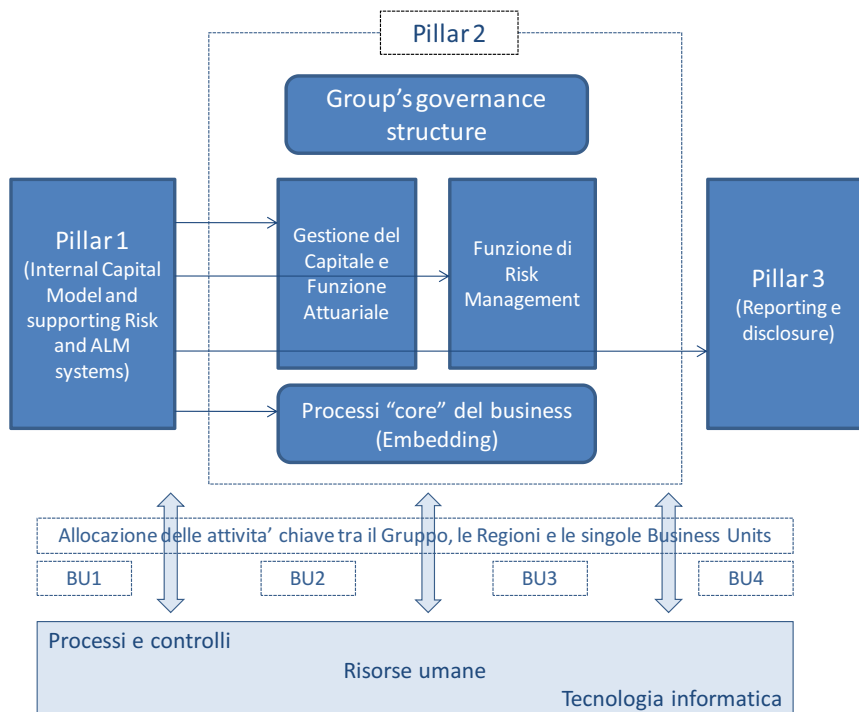 Pillar 2
Group's governance
structure
Pillar 1
(Internal Capital
Model and
supporting Risk
and ALM
systems)
Gestione del
Capitale e
Funzione
Attuariale
Funzione di
Risk
Management
Pillar 3
(Reporting e
disclosure)
Processi “core” del business
(Embedding)
Allocazione delle attivita’ chiave tra il Gruppo, le Regioni e le singole Business Units
BU1
BU2
BU3
BU4
Processi e controlli
Risorse umane
Tecnologia informatica